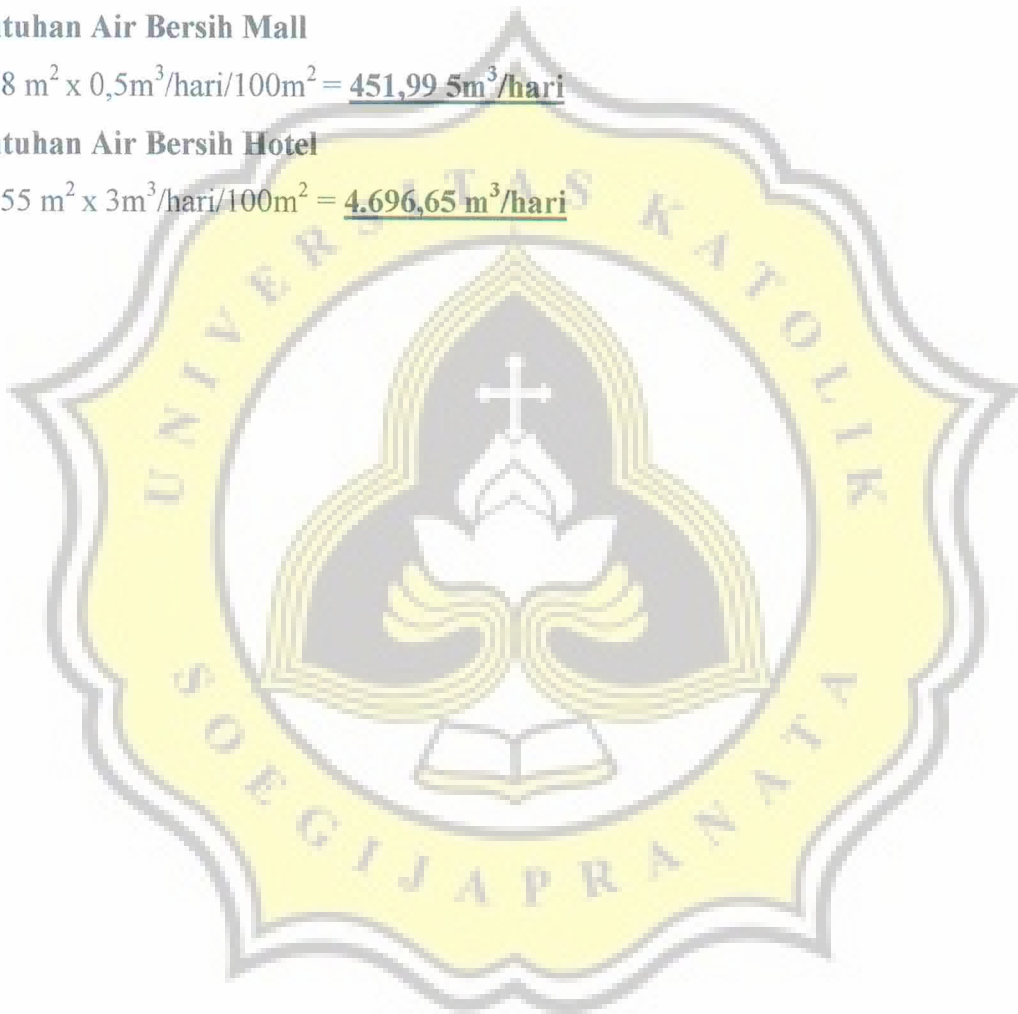 tuhan Air Bersih Mall
8 m² x 0,5m³/hari/100m² = 451,99 5m³/hari
tuhan Air Bersih Hotel
55 m² x 3m³/hari/100m² = 4.696,65 m³/hari
UNIVERSITAS KATOLIK
SOEGIJAPRANATA